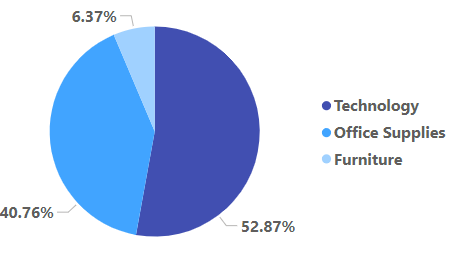 6.37%
Technology
Office Supplies
Furniture
40.76%
52.87%